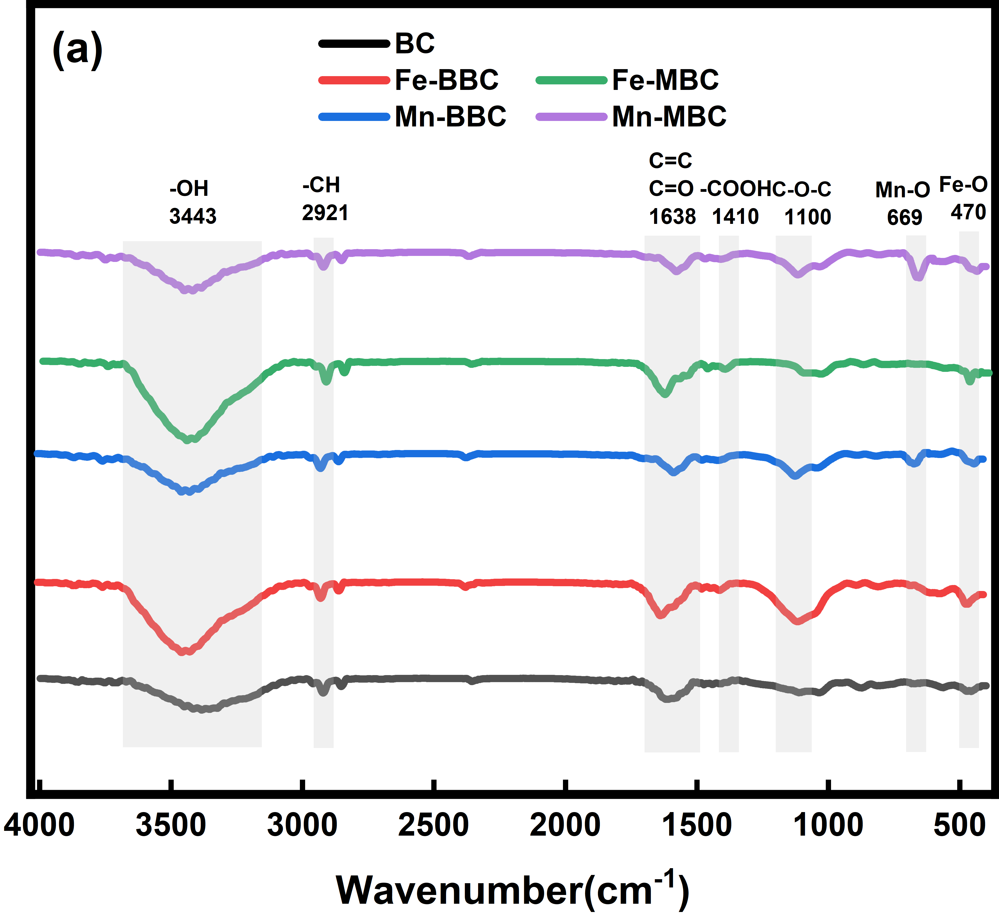 (a)
BC
Fe-BBC
Fe-MBC
Mn-BBC
Mn-MBC
-OH
3443
-CH
2921
C=C
C=O
1638
-COOH
1410
C-O-C
1100
Mn-O
669
Fe-O
470
4000 3500 3000 2500 2000 1500 1000 500
Wavenumber(cm⁻¹)